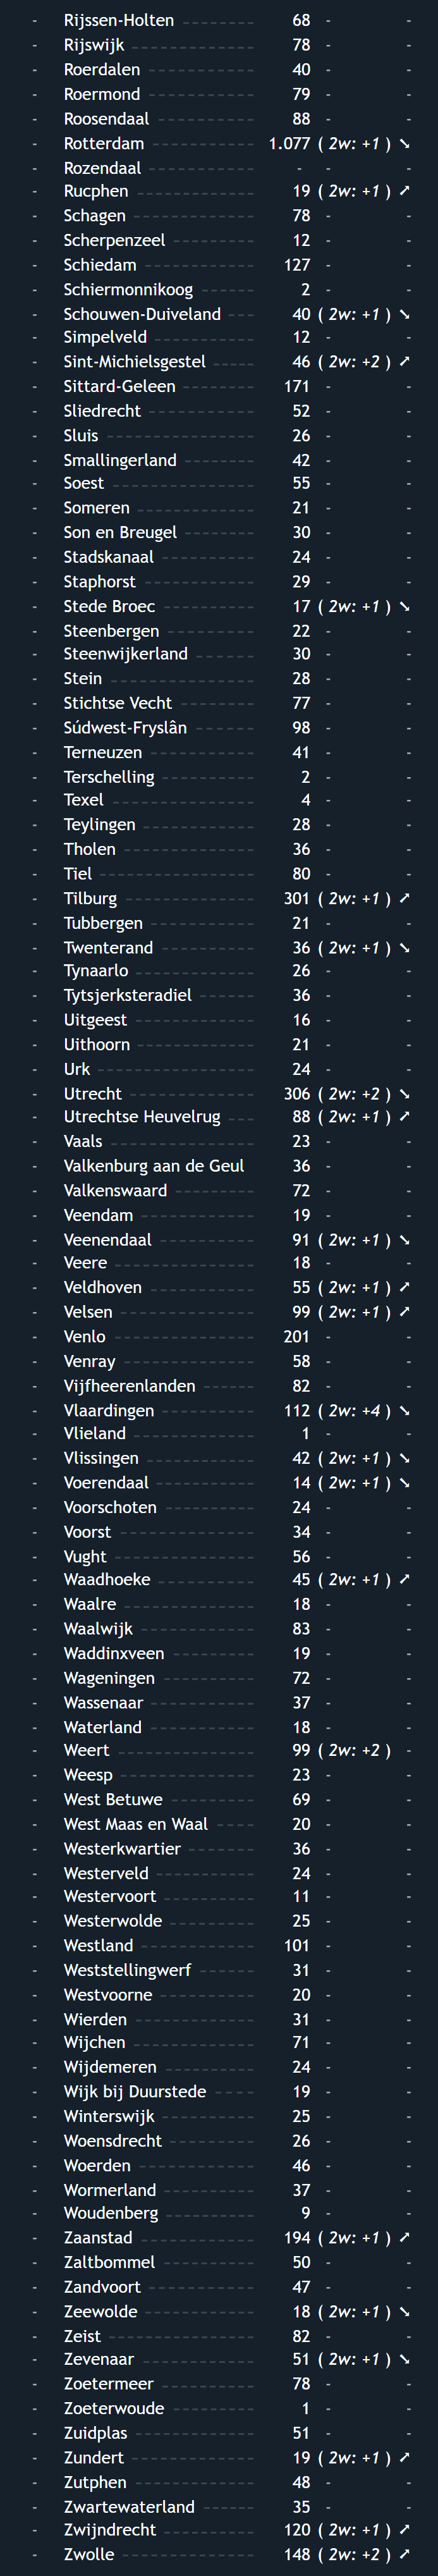 - Rijssen-Holten 68 - -
- Rijswijk 78 - -
- Roerdalen 40 - -
- Roermond 79 - -
- Roosendaal 88 - -
- Rotterdam 1.077 ( 2w: +1 ) ➘
- Rozendaal - - -
- Rucphen 19 ( 2w: +1 ) ➚
- Schagen 78 - -
- Scherpenzeel 12 - -
- Schiedam 127 - -
- Schiermonnikoog 2 - -
- Schouwen-Duiveland 40 ( 2w: +1 ) ➘
- Simpelveld 12 - -
- Sint-Michielsgestel 46 ( 2w: +2 ) ➚
- Sittard-Geleen 171 - -
- Sliedrecht 52 - -
- Sluis 26 - -
- Smallingerland 42 - -
- Soest 55 - -
- Someren 21 - -
- Son en Breugel 30 - -
- Stadskanaal 24 - -
- Staphorst 29 - -
- Stede Broec 17 ( 2w: +1 ) ➘
- Steenbergen 22 - -
- Steenwijkerland 30 - -
- Stein 28 - -
- Stichtse Vecht 77 - -
- Súdwest-Fryslân 98 - -
- Terneuzen 41 - -
- Terschelling 2 - -
- Texel 4 - -
- Teylingen 28 - -
- Tholen 36 - -
- Tiel 80 - -
- Tilburg 301 ( 2w: +1 ) ➚
- Tubbergen 21 - -
- Twenterand 36 ( 2w: +1 ) ➘
- Tynaarlo 26 - -
- Tytsjerksteradiel 36 - -
- Uitgeest 16 - -
- Uithoorn 21 - -
- Urk 24 - -
- Utrecht 306 ( 2w: +2 ) ➘
- Utrechtse Heuvelrug 88 ( 2w: +1 ) ➚
- Vaals 23 - -
- Valkenburg aan de Geul 36 - -
- Valkenswaard 72 - -
- Veendam 19 - -
- Veenendaal 91 ( 2w: +1 ) ➘
- Veere 18 - -
- Veldhoven 55 ( 2w: +1 ) ➚
- Velsen 99 ( 2w: +1 ) ➚
- Venlo 201 - -
- Venray 58 - -
- Vijfheerenlanden 82 - -
- Vlaardingen 112 ( 2w: +4 ) ➘
- Vlieland 1 - -
- Vlissingen 42 ( 2w: +1 ) ➘
- Voerendaal 14 ( 2w: +1 ) ➘
- Voorschoten 24 - -
- Voorst 34 - -
- Vught 56 - -
- Waadhoeke 45 ( 2w: +1 ) ➚
- Waalre 18 - -
- Waalwijk 83 - -
- Waddinxveen 19 - -
- Wageningen 72 - -
- Wassenaar 37 - -
- Waterland 18 - -
- Weert 99 ( 2w: +2 ) -
- Weesp 23 - -
- West Betuwe 69 - -
- West Maas en Waal 20 - -
- Westerkwartier 36 - -
- Westerveld 24 - -
- Westervoort 11 - -
- Westerwolde 25 - -
- Westland 101 - -
- Weststellingwerf 31 - -
- Westvoorne 20 - -
- Wierden 31 - -
- Wijchen 71 - -
- Wijdemeren 24 - -
- Wijk bij Duurstede 19 - -
- Winterswijk 25 - -
- Woensdrecht 26 - -
- Woerden 46 - -
- Wormerland 37 - -
- Woudenberg 9 - -
- Zaanstad 194 ( 2w: +1 ) ➚
- Zaltbommel 50 - -
- Zandvoort 47 - -
- Zeewolde 18 ( 2w: +1 ) ➘
- Zeist 82 - -
- Zevenaar 51 ( 2w: +1 ) ➘
- Zoetermeer 78 - -
- Zoeterwoude 1 - -
- Zuidplas 51 - -
- Zundert 19 ( 2w: +1 ) ➚
- Zutphen 48 - -
- Zwartewaterland 35 - -
- Zwijndrecht 120 ( 2w: +1 ) ➚
- Zwolle 148 ( 2w: +2 ) ➚